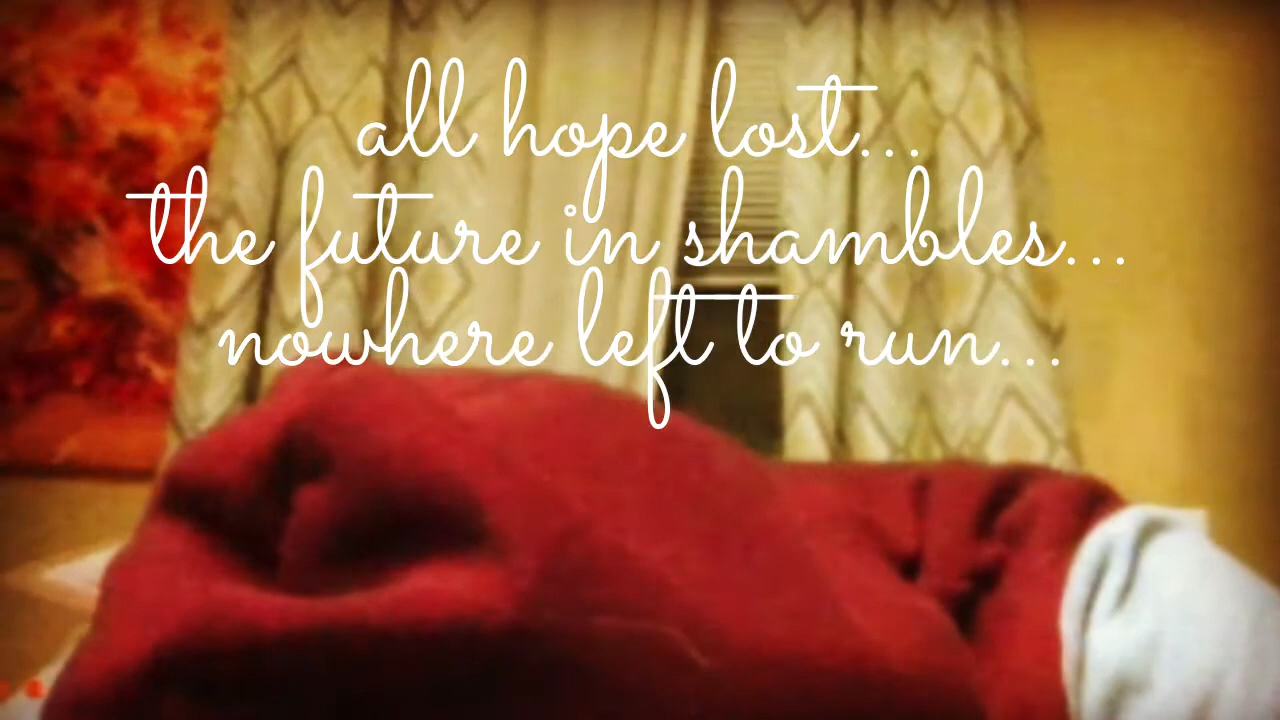 all hope lost...
the future in shambles...
nowhere left to run...